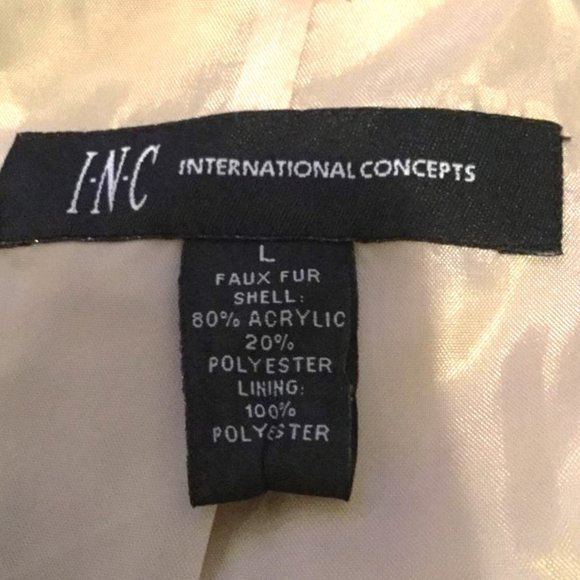 I·N·C INTERNATIONAL CONCEPTS
L
FAUX FUR
SHELL:
80% ACRYLIC
20%
POLYESTER
LINING:
100%
POLYESTER